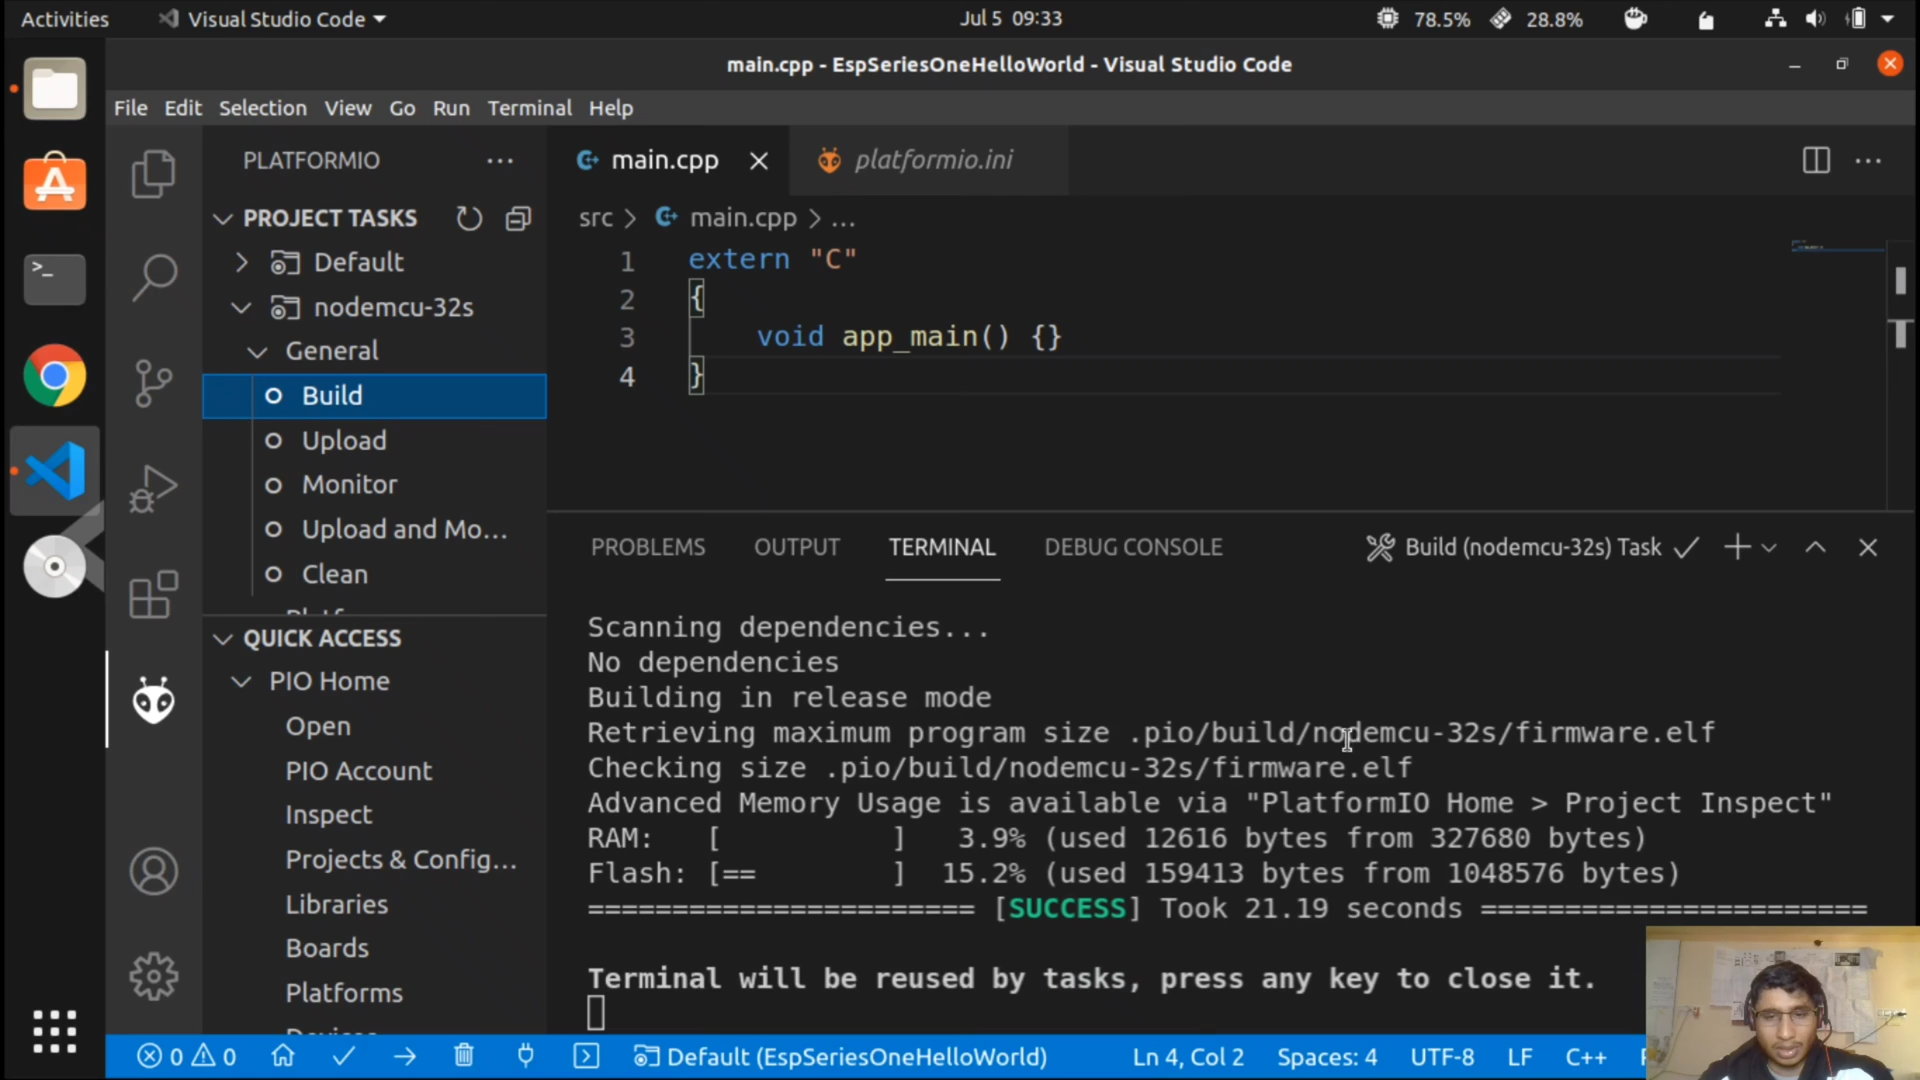 Activities
Visual Studio Code
Jul 5 09:33
78.5%
28.8%
main.cpp - EspSeriesOneHelloWorld - Visual Studio Code
File Edit Selection View Go Run Terminal Help
PLATFORMIO
PROJECT TASKS
Default
nodemcu-32s
General
Build
Upload
Monitor
Upload and Mo...
Clean
QUICK ACCESS
PIO Home
Open
PIO Account
Inspect
Projects & Config...
Libraries
Boards
Platforms
main.cpp
platformio.ini
src > main.cpp > ...
1 extern "C"
2 {
3 void app_main() {}
4 }
PROBLEMS OUTPUT TERMINAL DEBUG CONSOLE
Build (nodemcu-32s) Task
Scanning dependencies...
No dependencies
Building in release mode
Retrieving maximum program size .pio/build/nodemcu-32s/firmware.elf
Checking size .pio/build/nodemcu-32s/firmware.elf
Advanced Memory Usage is available via "PlatformIO Home > Project Inspect"
RAM: [ ] 3.9% (used 12616 bytes from 327680 bytes)
Flash: [== ] 15.2% (used 159413 bytes from 1048576 bytes)
======================= [SUCCESS] Took 21.19 seconds =======================
Terminal will be reused by tasks, press any key to close it.
0 0
Default (EspSeriesOneHelloWorld)
Ln 4, Col 2
Spaces: 4
UTF-8
LF
C++